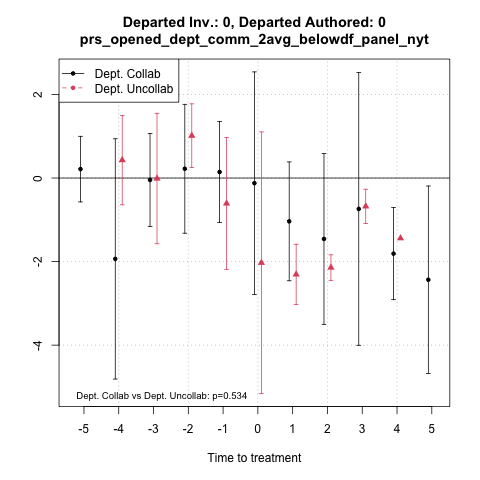 Departed Inv.: 0, Departed Authored: 0
prs_opened_dept_comm_2avg_belowdf_panel_nyt
Dept. Collab
Dept. Uncollab
2
0
-2
-4
Dept. Collab vs Dept. Uncollab: p=0.534
-5 -4 -3 -2 -1 0 1 2 3 4 5
Time to treatment